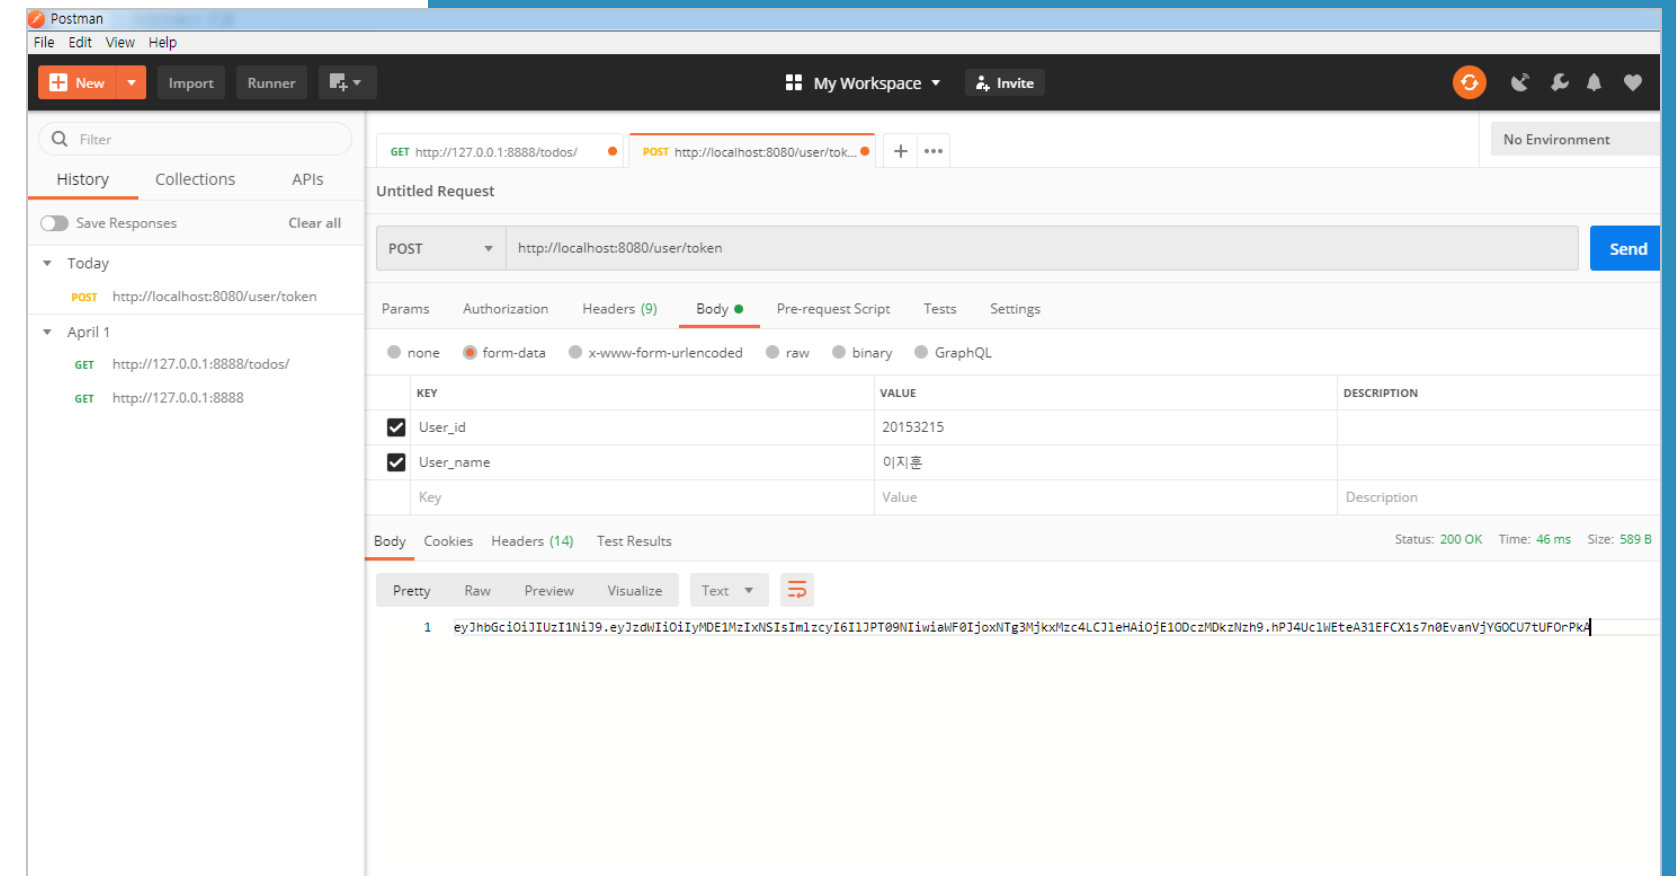 Postman
File Edit View Help
New Import Runner My Workspace Invite
Filter
History Collections APIs
Save Responses Clear all
Today
POST http://localhost:8080/user/token
April 1
GET http://127.0.0.1:8888/todos/
GET http://127.0.0.1:8888
GET http://127.0.0.1:8888/todos/ POST http://localhost:8080/user/tok... + ••• No Environment
Untitled Request
POST http://localhost:8080/user/token Send
Params Authorization Headers (9) Body Pre-request Script Tests Settings
none form-data x-www-form-urlencoded raw binary GraphQL
KEY VALUE DESCRIPTION
User_id 20153215
User_name 이지훈
Key Value Description
Body Cookies Headers (14) Test Results Status: 200 OK Time: 46 ms Size: 589 B
Pretty Raw Preview Visualize Text
1 eyJhbGciOiJIUzI1NiJ9.eyJzdWIiOiIyMDE1MzIxNSIsImlzcyI6IlJPT09NIiwiaWF0IjoxNTg3MjkxMzc4LCJleHAiOjE1ODczMDkzNzh9.hPJ4UclWEteA31EFCX1s7n0EvanVjYGOCU7tUFOrPkA